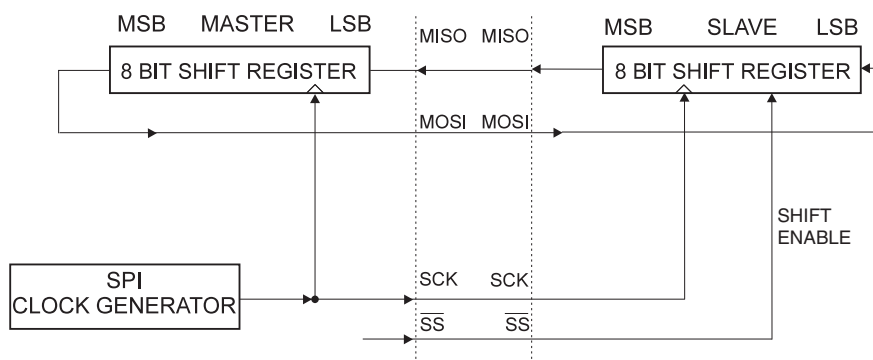 MSB MASTER LSB
MISO MISO
MSB SLAVE LSB
8 BIT SHIFT REGISTER
8 BIT SHIFT REGISTER
MOSI MOSI
SHIFT
ENABLE
SPI
CLOCK GENERATOR
SCK SCK
SS SS